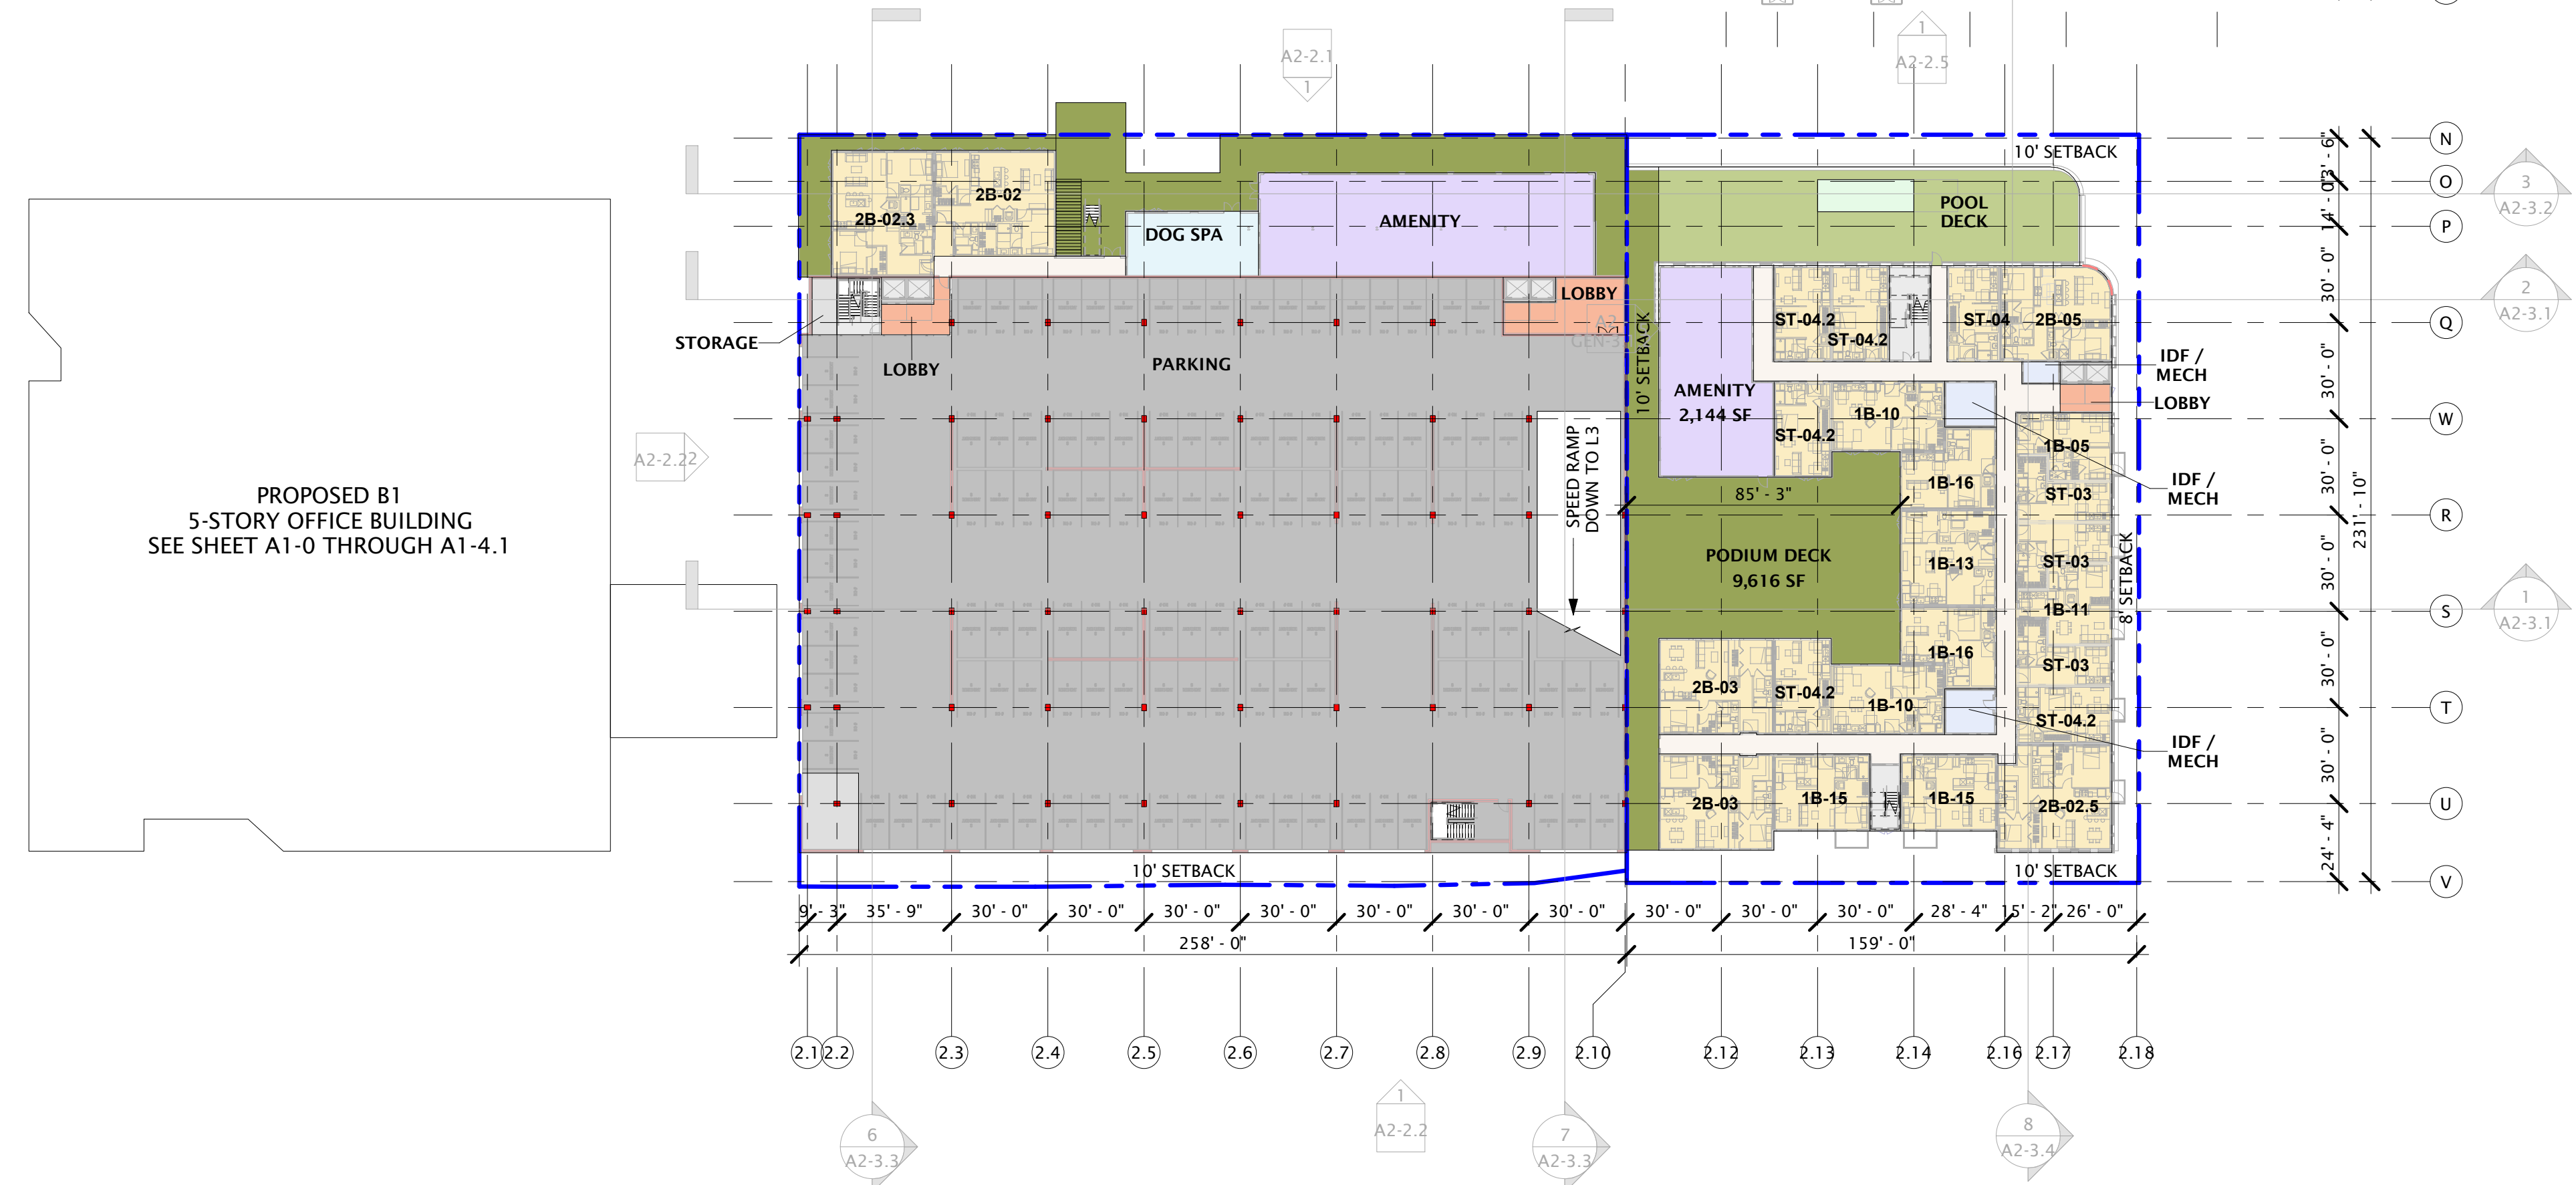 A2-2.1
1
1
A2-2.5
10' SETBACK
N
13' - 6"
O
3
A2-3.2
14' - 0"
P
2B-02.3
2B-02
DOG SPA
AMENITY
POOL
DECK
30' - 0"
2
A2-3.1
STORAGE
LOBBY
PARKING
LOBBY
10' SETBACK
ST-04.2
ST-04.2
ST-04
2B-05
Q
IDF /
MECH
LOBBY
30' - 0"
AMENITY
2,144 SF
ST-04.2
1B-10
W
1B-05
A2-2.2
2
SPEED RAMP
DOWN TO L3
85' - 3"
1B-16
ST-03
IDF /
MECH
30' - 0"
231' - 10"
R
PROPOSED B1
5-STORY OFFICE BUILDING
SEE SHEET A1-0 THROUGH A1-4.1
PODIUM DECK
9,616 SF
1B-13
ST-03
8' SETBACK
30' - 0"
1B-11
S
1
A2-3.1
1B-16
ST-03
30' - 0"
2B-03
ST-04.2
1B-10
ST-04.2
T
IDF /
MECH
30' - 0"
2B-03
1B-15
1B-15
2B-02.5
U
24' - 4"
10' SETBACK
10' SETBACK
V
9' - 3"
35' - 9"
30' - 0"
30' - 0"
30' - 0"
30' - 0"
30' - 0"
30' - 0"
30' - 0"
30' - 0"
30' - 0"
30' - 0"
28' - 4"
15' - 2"
26' - 0"
258' - 0"
159' - 0"
2.1
2.2
2.3
2.4
2.5
2.6
2.7
2.8
2.9
2.10
2.12
2.13
2.14
2.16
2.17
2.18
1
A2-2.2
6
A2-3.3
7
A2-3.3
8
A2-3.4